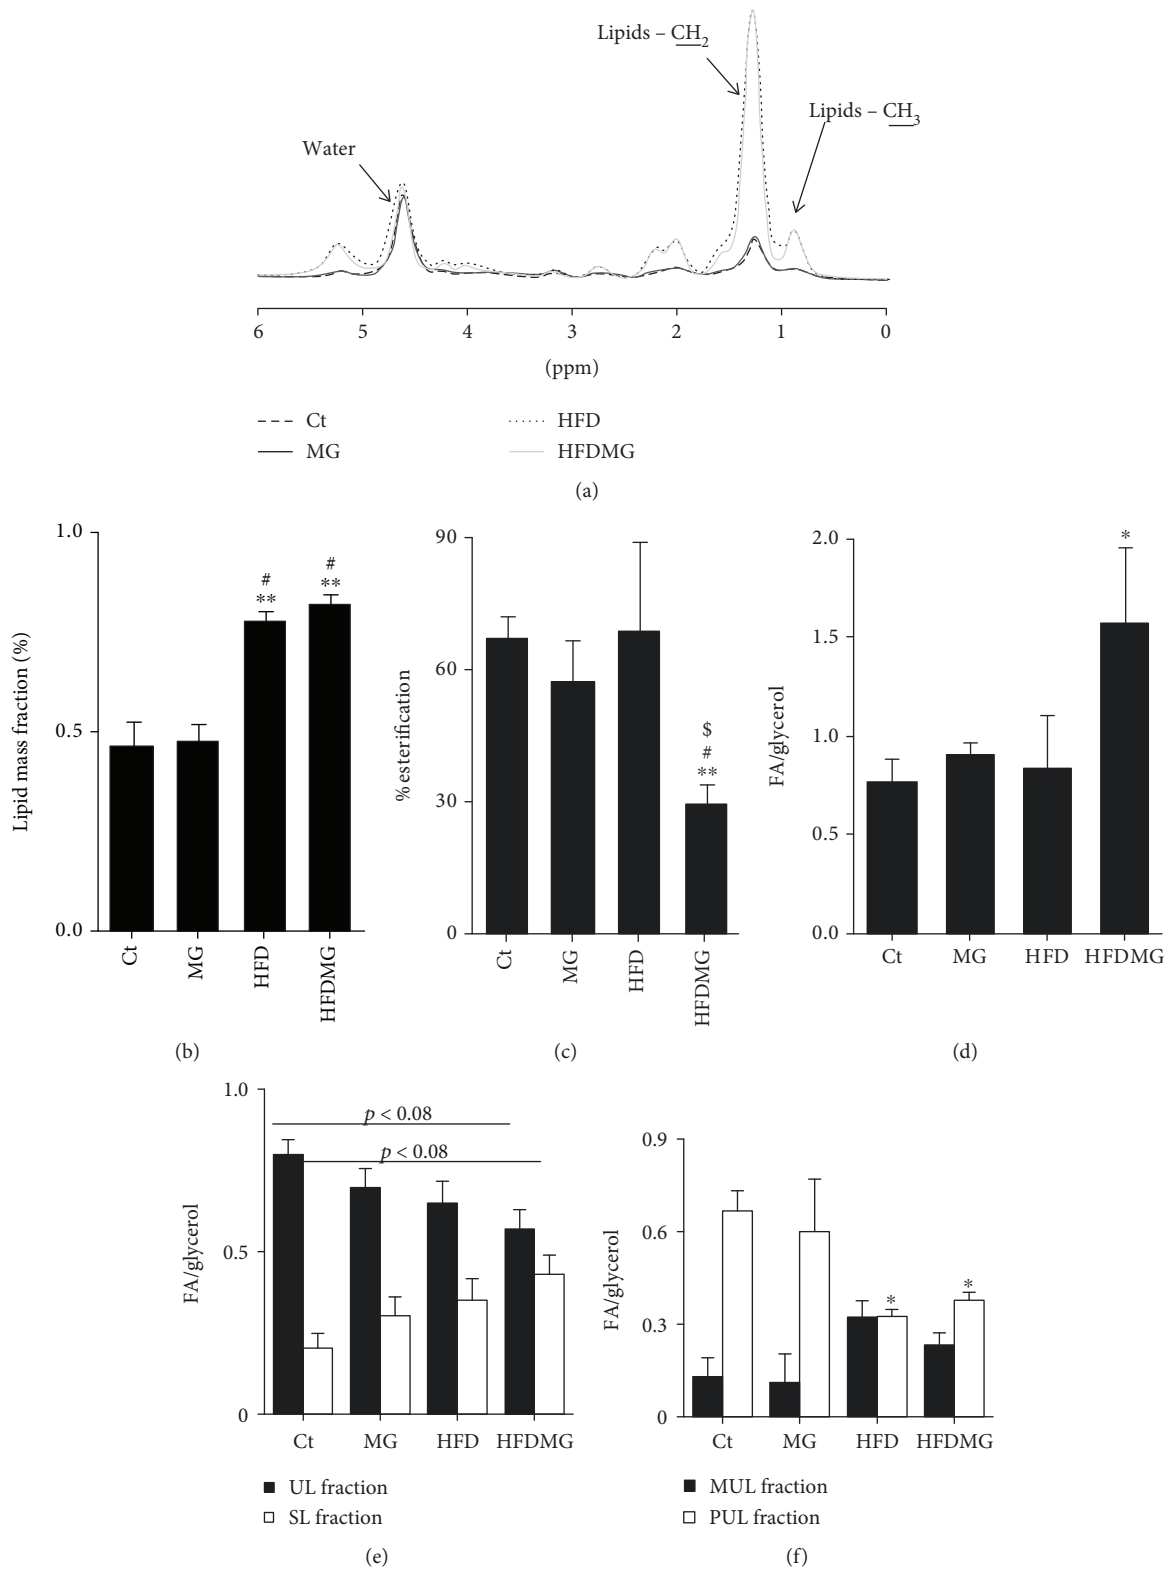 Lipids – CH2
Lipids – CH3
Water
6 5 4 3 2 1 0
(ppm)
Ct HFD
MG HFDMG
(a)
1.0
0.5
0.0
Lipid mass fraction (%)
#
**
#
**
Ct MG HFD HFDMG
(b)
90
60
30
0
% esterification
$
#
**
Ct MG HFD HFDMG
(c)
2.0
1.5
1.0
0.5
0.0
FA/glycerol
*
Ct MG HFD HFDMG
(d)
1.0
0.5
0
FA/glycerol
p < 0.08
p < 0.08
Ct MG HFD HFDMG
UL fraction
SL fraction
(e)
0.9
0.6
0.3
0
FA/glycerol
*
*
Ct MG HFD HFDMG
MUL fraction
PUL fraction
(f)